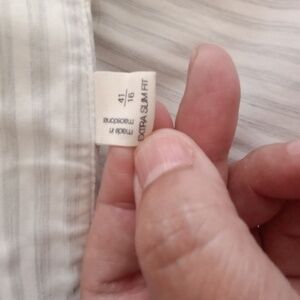 41
16
made in
macedonia
EXTRA SLIM FIT